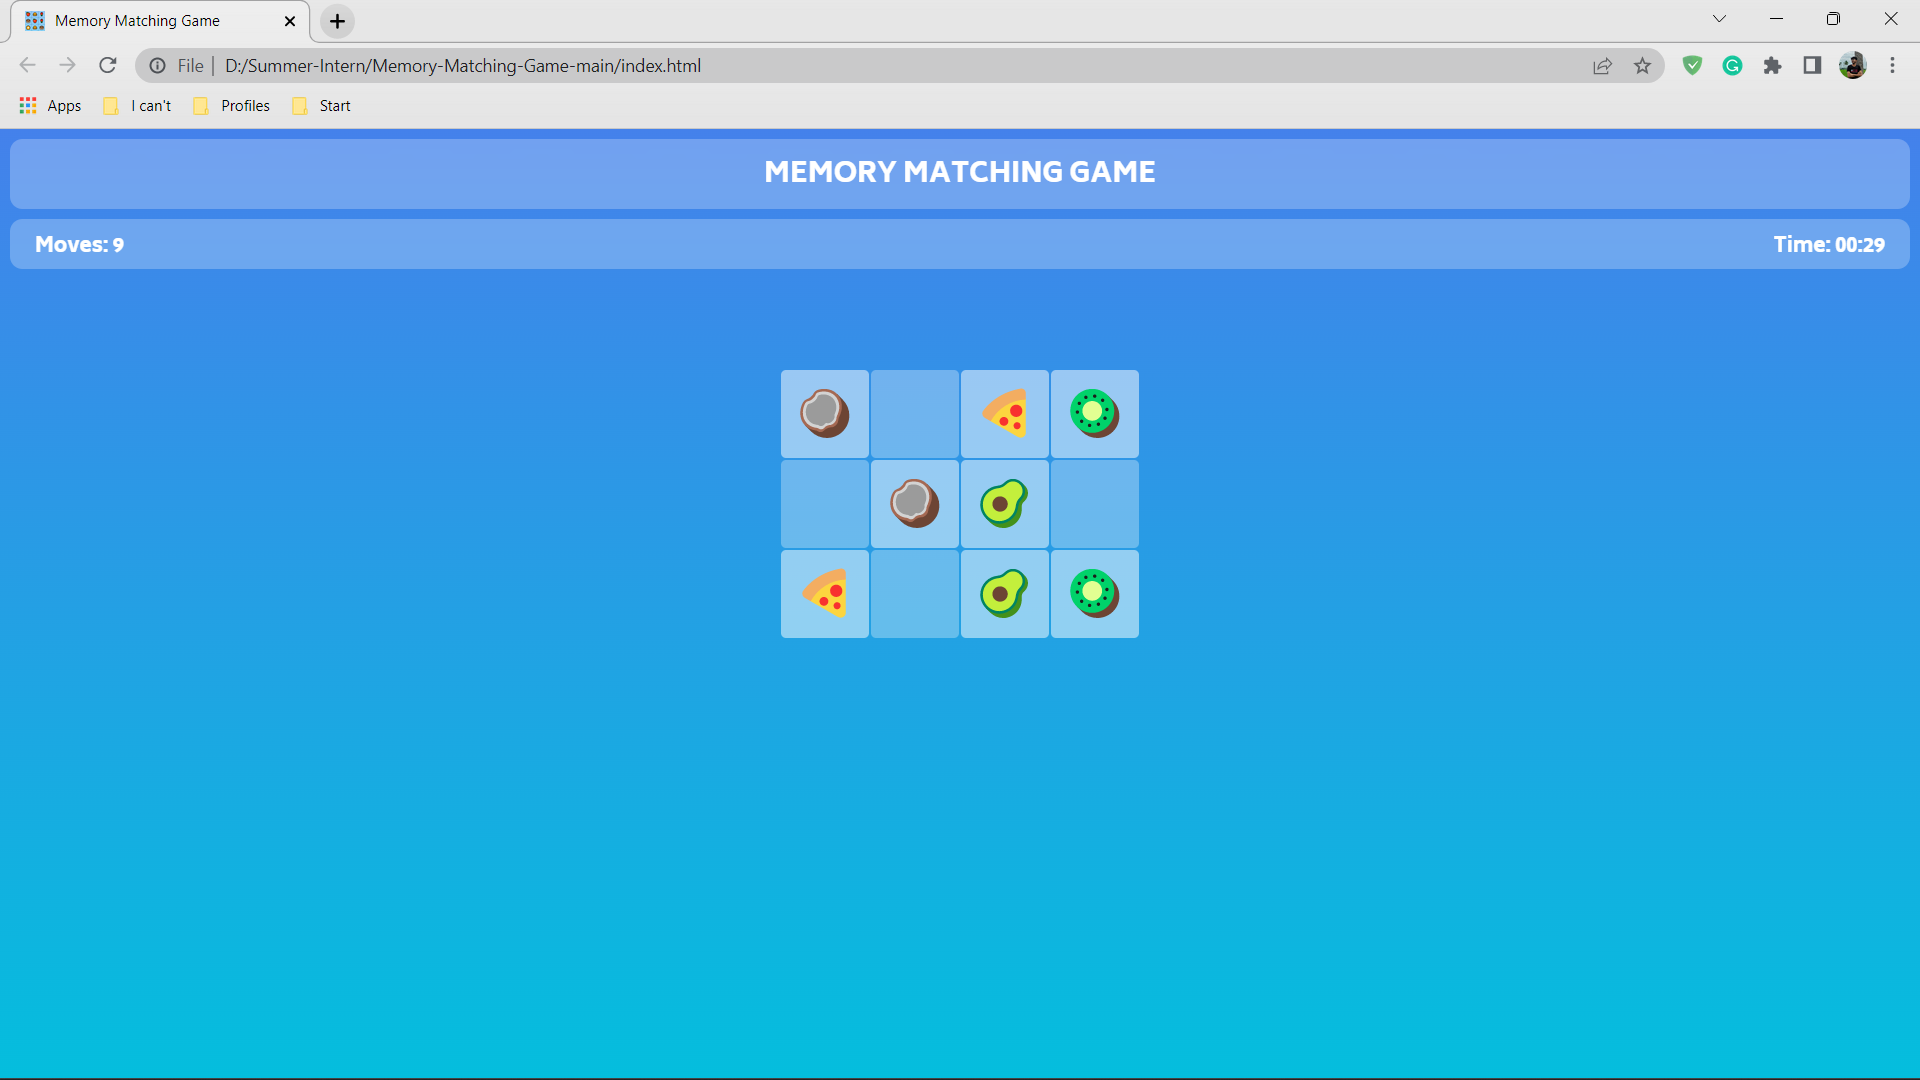 Memory Matching Game
File | D:/Summer-Intern/Memory-Matching-Game-main/index.html
Apps I can't Profiles Start
MEMORY MATCHING GAME
Moves: 9 Time: 00:29